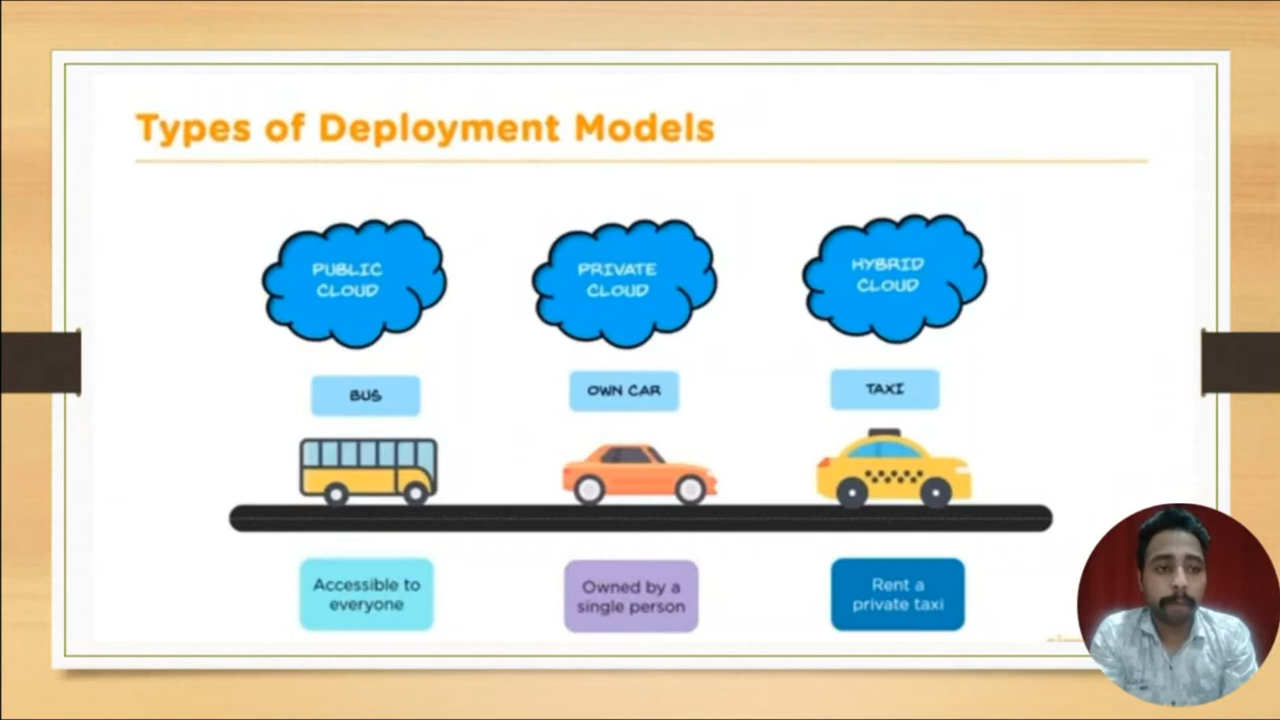 Types of Deployment Models
PUBLIC
CLOUD
PRIVATE
CLOUD
HYBRID
CLOUD
BUS
OWN CAR
TAXI
Accessible to
everyone
Owned by a
single person
Rent a
private taxi